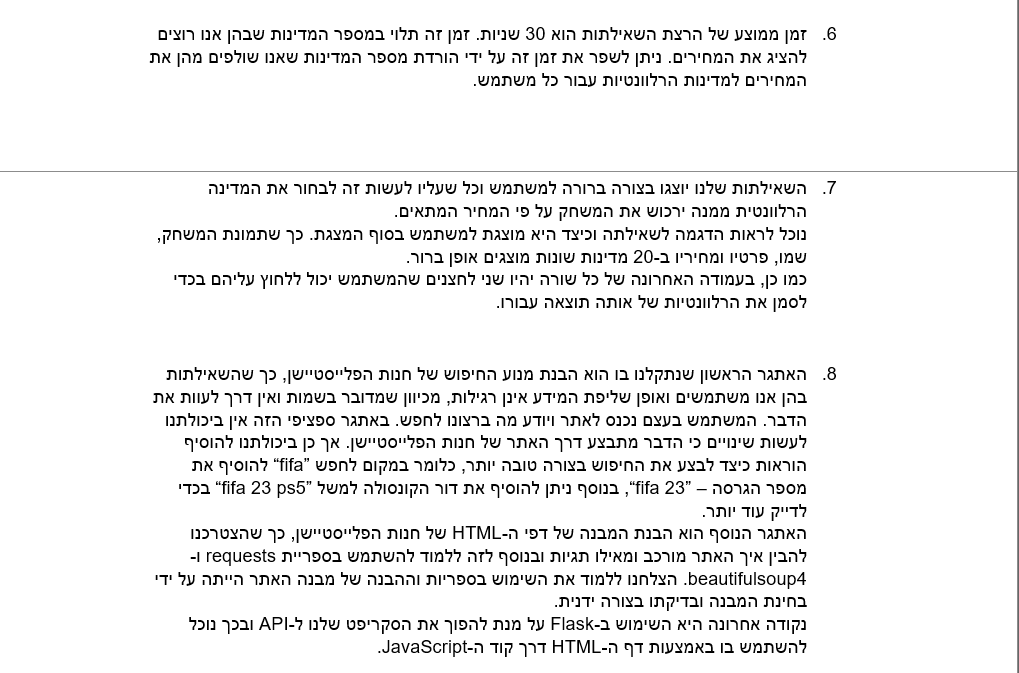 6. זמן ממוצע של הרצת השאילתות הוא 30 שניות. זמן זה תלוי במספר המדינות שבהן אנו רוצים
להציג את המחירים. ניתן לשפר את זמן זה על ידי הורדת מספר המדינות שאנו שולפים מהן את
המחירים למדינות הרלוונטיות עבור כל משתמש.
7. השאילתות שלנו יוצגו בצורה ברורה למשתמש וכל שעליו לעשות זה לבחור את המדינה
הרלוונטית ממנה ירכוש את המשחק על פי המחיר המתאים.
נוכל לראות הדגמה לשאילתה וכיצד היא מוצגת למשתמש בסוף המצגת. כך שתמונת המשחק,
שמו, פרטיו ומחיריו ב-20 מדינות שונות מוצגים אופן ברור.
כמו כן, בעמודה האחרונה של כל שורה יהיו שני לחצנים שהמשתמש יכול ללחוץ עליהם בכדי
לסמן את הרלוונטיות של אותה תוצאה עבורו.
8. האתגר הראשון שנתקלנו בו הוא הבנת מנוע החיפוש של חנות הפלייסטיישן, כך שהשאילתות
בהן אנו משתמשים ואופן שליפת המידע אינן רגילות, מכיוון שמדובר בשמות ואין דרך לעוות את
הדבר. המשתמש בעצם נכנס לאתר ויודע מה ברצונו לחפש. באתגר ספציפי הזה אין ביכולתנו
לעשות שינויים כי הדבר מתבצע דרך האתר של חנות הפלייסטיישן. אך כן ביכולתנו להוסיף
הוראות כיצד לבצע את החיפוש בצורה טובה יותר, כלומר במקום לחפש "fifa" להוסיף את
מספר הגרסה – "fifa 23", בנוסף ניתן להוסיף את דור הקונסולה למשל "fifa 23 ps5" בכדי
לדייק עוד יותר.
האתגר הנוסף הוא הבנת המבנה של דפי ה-HTML של חנות הפלייסטיישן, כך שהצטרכנו
להבין איך האתר מורכב ומאילו תגיות ובנוסף לזה ללמוד להשתמש בספריית requests ו-
beautifulsoup4. הצלחנו ללמוד את השימוש בספריות וההבנה של מבנה האתר הייתה על ידי
בחינת המבנה ובדיקתו בצורה ידנית.
נקודה אחרונה היא השימוש ב-Flask על מנת להפוך את הסקריפט שלנו ל-API ובכך נוכל
להשתמש בו באמצעות דף ה-HTML דרך קוד ה-JavaScript.